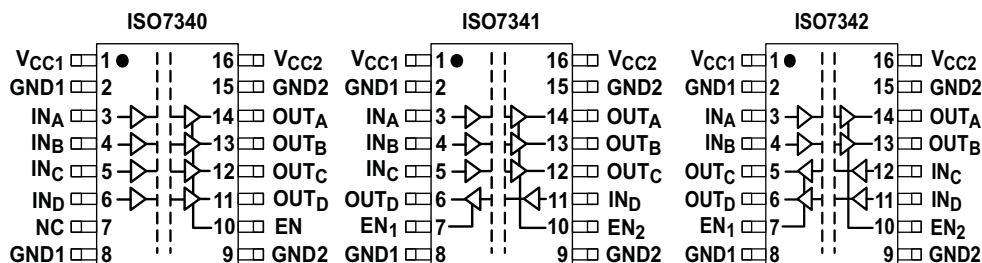 ISO7340 ISO7341 ISO7342
VCC1 1 16 VCC2 VCC1 1 16 VCC2 VCC1 1 16 VCC2
GND1 2 15 GND2 GND1 2 15 GND2 GND1 2 15 GND2
INA 3 14 OUTA INA 3 14 OUTA INA 3 14 OUTA
INB 4 13 OUTB INB 4 13 OUTB INB 4 13 OUTB
INC 5 12 OUTC INC 5 12 OUTC OUTC 5 12 INC
IND 6 11 OUTD OUTD 6 11 IND OUTD 6 11 IND
NC 7 10 EN EN1 7 10 EN2 EN1 7 10 EN2
GND1 8 9 GND2 GND1 8 9 GND2 GND1 8 9 GND2